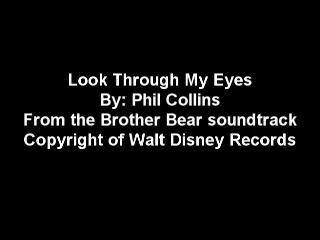 Look Through My Eyes
By: Phil Collins
From the Brother Bear soundtrack
Copyright of Walt Disney Records